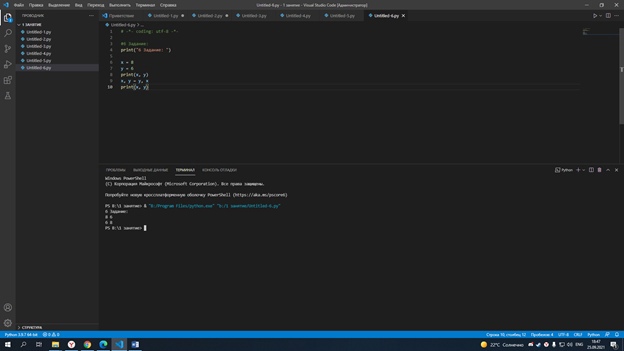 Файл Правка Выделение Вид Переход Выполнить Терминал Справка
Untitled-6.py - 1 занятие - Visual Studio Code [Администратор]
ПРОВОДНИК
Приветствие Untitled-1.py Untitled-2.py Untitled-3.py Untitled-4.py Untitled-5.py Untitled-6.py
1 ЗАНЯТИЕ
Untitled-1.py
Untitled-2.py
Untitled-3.py
Untitled-4.py
Untitled-5.py
Untitled-6.py
Untitled-6.py > ...
1 # -*- coding: utf-8 -*-
2
3 #6 Задание:
4 print("6 Задание: ")
5
6 x = 8
7 y = 6
8 print(x, y)
9 x, y = y, x
10 print(x, y)
ПРОБЛЕМЫ ВЫХОДНЫЕ ДАННЫЕ ТЕРМИНАЛ КОНСОЛЬ ОТЛАДКИ
Python
Windows PowerShell
(C) Корпорация Майкрософт (Microsoft Corporation). Все права защищены.
Попробуйте новую кроссплатформенную оболочку PowerShell (https://aka.ms/pscore6)
PS D:\1 занятие> & "D:/Program Files/python.exe" "d:/1 занятие/Untitled-6.py"
6 Задание:
8 6
6 8
PS D:\1 занятие>
СТРУКТУРА
Python 3.9.7 64-bit 0 0
Строка 10, столбец 12 Пробелов: 4 UTF-8 CRLF Python
22°C Солнечно
ENG
18:47
23.09.2021